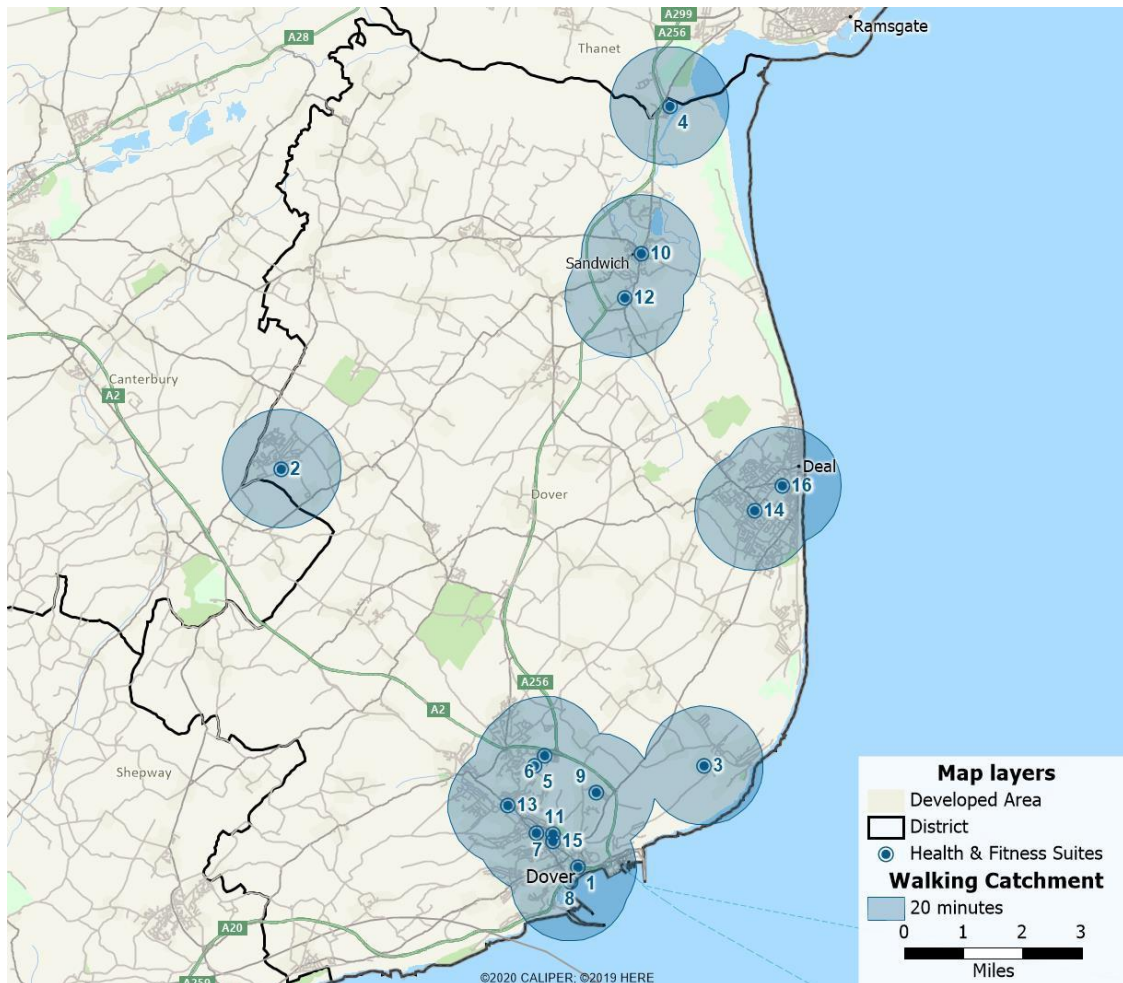 A299
A256
Ramsgate
A28
Thanet
4
10
Sandwich
12
Canterbury
A2
2
Deal
16
Dover
14
A256
A2
Shepway
6
5
9
3
13
11
7
15
Dover
1
8
A20
A259
©2020 CALIPER; ©2019 HERE
Map layers
Developed Area
District
Health & Fitness Suites
Walking Catchment
20 minutes
0 1 2 3
Miles